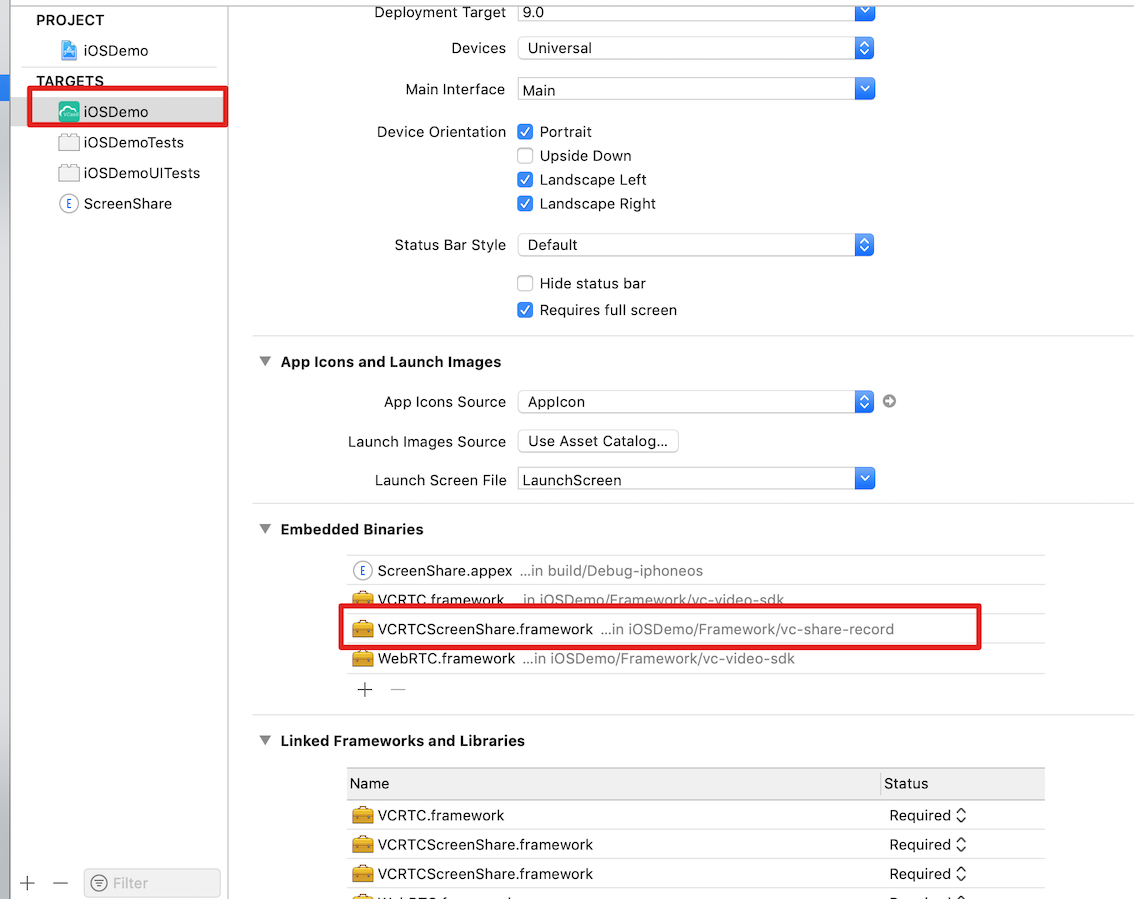 PROJECT
iOSDemo
TARGETS
iOSDemo
iOSDemoTests
iOSDemoUITests
E ScreenShare
Filter
Deployment Target 9.0
Devices Universal
Main Interface Main
Device Orientation Portrait
Upside Down
Landscape Left
Landscape Right
Status Bar Style Default
Hide status bar
Requires full screen
App Icons and Launch Images
App Icons Source AppIcon
Launch Images Source Use Asset Catalog...
Launch Screen File LaunchScreen
Embedded Binaries
E ScreenShare.appex ...in build/Debug-iphoneos
VCRTC.framework ...in iOSDemo/Framework/vc-video-sdk
VCRTCScreenShare.framework ...in iOSDemo/Framework/vc-share-record
WebRTC.framework ...in iOSDemo/Framework/vc-video-sdk
Linked Frameworks and Libraries
Name Status
VCRTC.framework Required
VCRTCScreenShare.framework Required
VCRTCScreenShare.framework Required